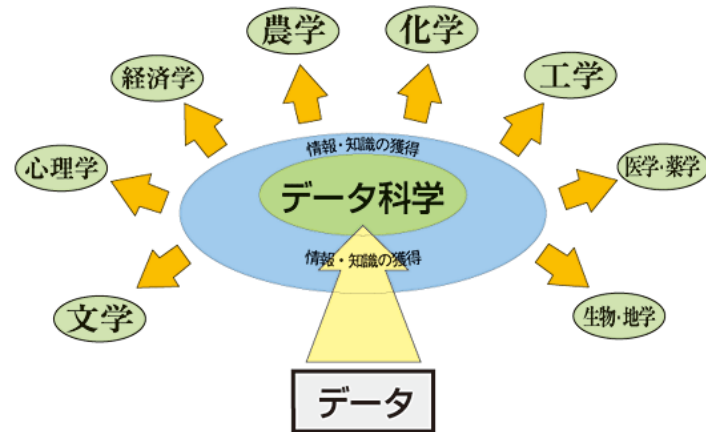 農学
化学
経済学
工学
情報・知識の獲得
心理学
データ科学
医学・薬学
情報・知識の獲得
文学
生物・地学
データ